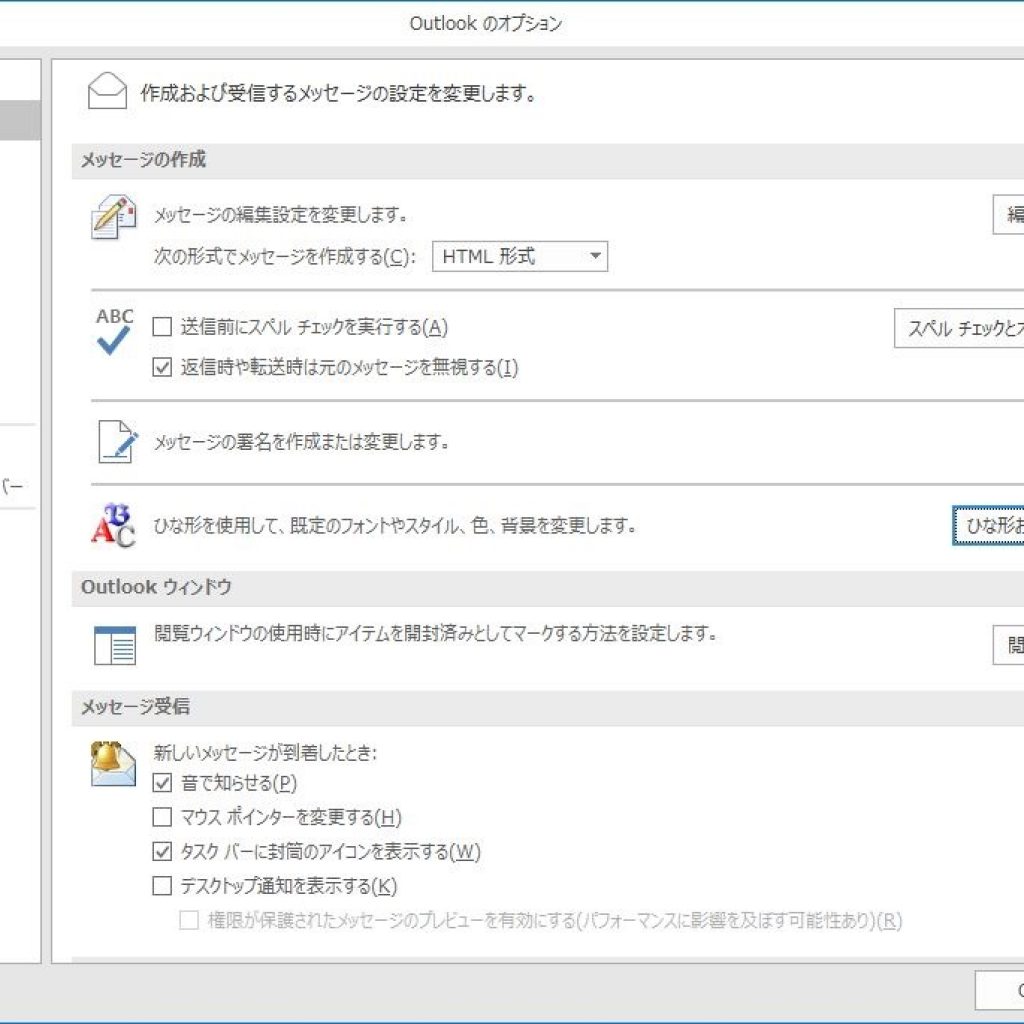 Outlook のオプション
作成および受信するメッセージの設定を変更します。
メッセージの作成
メッセージの編集設定を変更します。
編
次の形式でメッセージを作成する(C):
HTML 形式
ABC
送信前にスペル チェックを実行する(A)
スペル チェックとオ
返信時や転送時は元のメッセージを無視する(I)
メッセージの署名を作成または変更します。
バー
ABC
ひな形を使用して、既定のフォントやスタイル、色、背景を変更します。
ひな形お
Outlook ウィンドウ
閲覧ウィンドウの使用時にアイテムを開封済みとしてマークする方法を設定します。
閲
メッセージ受信
新しいメッセージが到着したとき:
音で知らせる(P)
マウス ポインターを変更する(H)
タスク バーに封筒のアイコンを表示する(W)
デスクトップ通知を表示する(K)
権限が保護されたメッセージのプレビューを有効にする(パフォーマンスに影響を及ぼす可能性あり)(R)